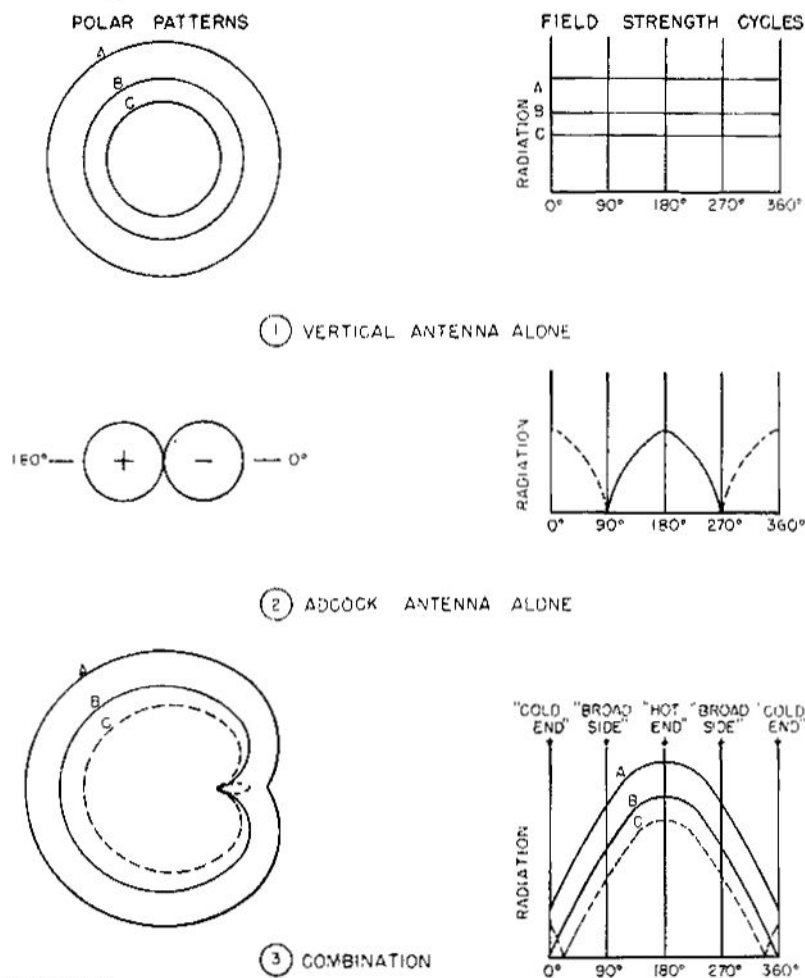 POLAR PATTERNS
A
B
C
FIELD STRENGTH CYCLES
RADIATION
A
B
C
0° 90° 180° 270° 360°
1 VERTICAL ANTENNA ALONE
180° + - 0°
RADIATION
0° 90° 180° 270° 360°
2 ADCOCK ANTENNA ALONE
A
B
C
"COLD END" "BROAD SIDE" "HOT END" "BROAD SIDE" "COLD END"
RADIATION
A
B
C
0° 90° 180° 270° 360°
3 COMBINATION